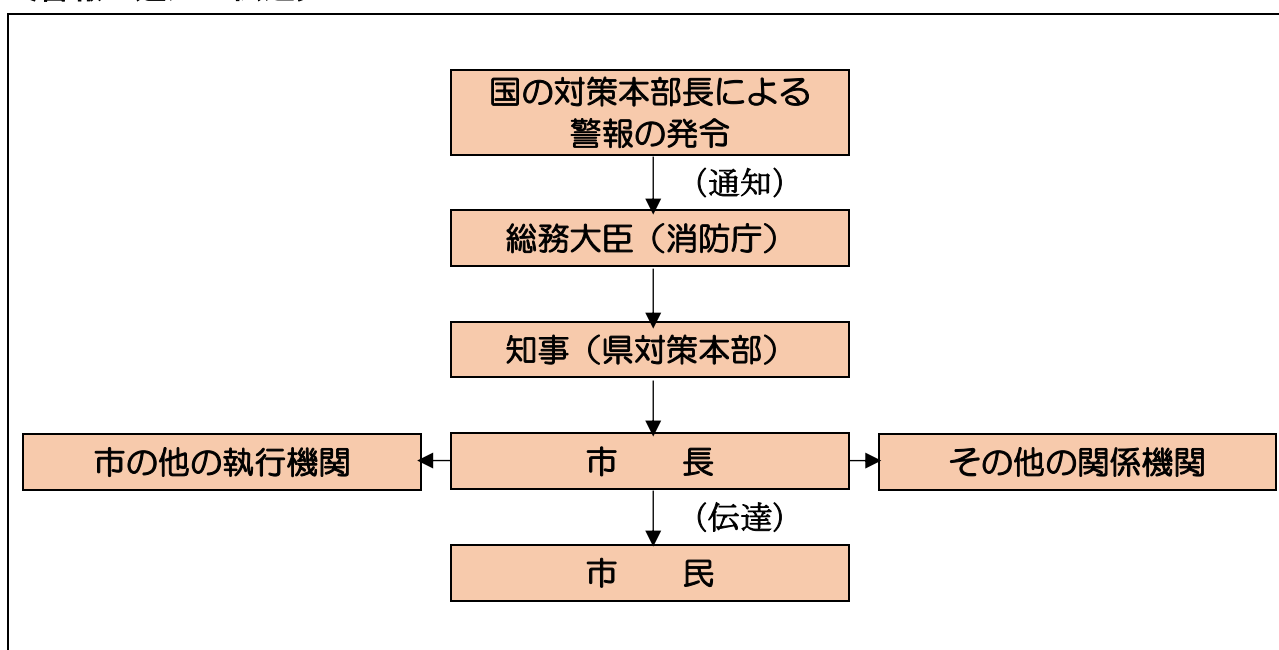 国の対策本部長による
警報の発令
（通知）
総務大臣（消防庁）
知事（県対策本部）
市の他の執行機関
市　　長
その他の関係機関
（伝達）
市　　民